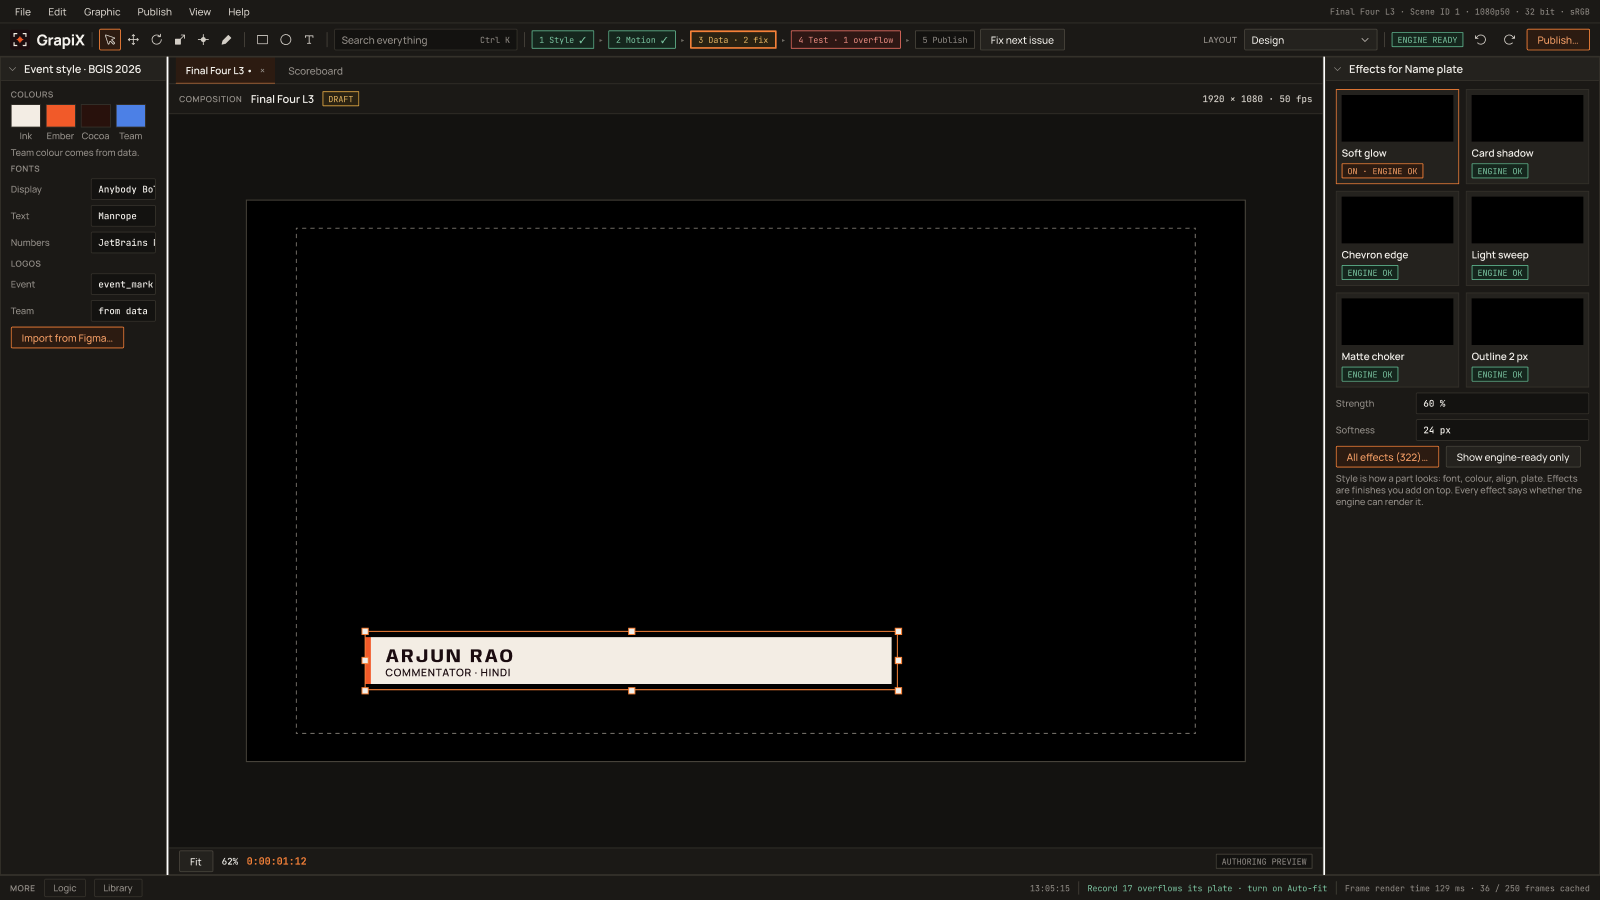 File Edit Graphic Publish View Help
Final Four L3 · Scene ID 1 · 1080p50 · 32 bit · sRGB
GrapiX
Search everything Ctrl K
1 Style ✓
2 Motion ✓
3 Data · 2 fix
4 Test · 1 overflow
5 Publish
Fix next issue
LAYOUT Design
ENGINE READY
Publish...
Event style · BGIS 2026
COLOURS
Ink Ember Cocoa Team
Team colour comes from data.
FONTS
Display Anybody Bo
Text Manrope
Numbers JetBrains
LOGOS
Event event_mark
Team from data
Import from Figma...
Final Four L3 • ×
Scoreboard
COMPOSITION Final Four L3 DRAFT
1920 × 1080 · 50 fps
ARJUN RAO
COMMENTATOR · HINDI
Fit 62% 0:00:01:12
AUTHORING PREVIEW
Effects for Name plate
Soft glow
ON · ENGINE OK
Card shadow
ENGINE OK
Chevron edge
ENGINE OK
Light sweep
ENGINE OK
Matte choker
ENGINE OK
Outline 2 px
ENGINE OK
Strength 60 %
Softness 24 px
All effects (322)...
Show engine-ready only
Style is how a part looks: font, colour, align, plate. Effects
are finishes you add on top. Every effect says whether the
engine can render it.
MORE Logic Library
13:05:15
Record 17 overflows its plate · turn on Auto-fit
Frame render time 129 ms · 36 / 250 frames cached